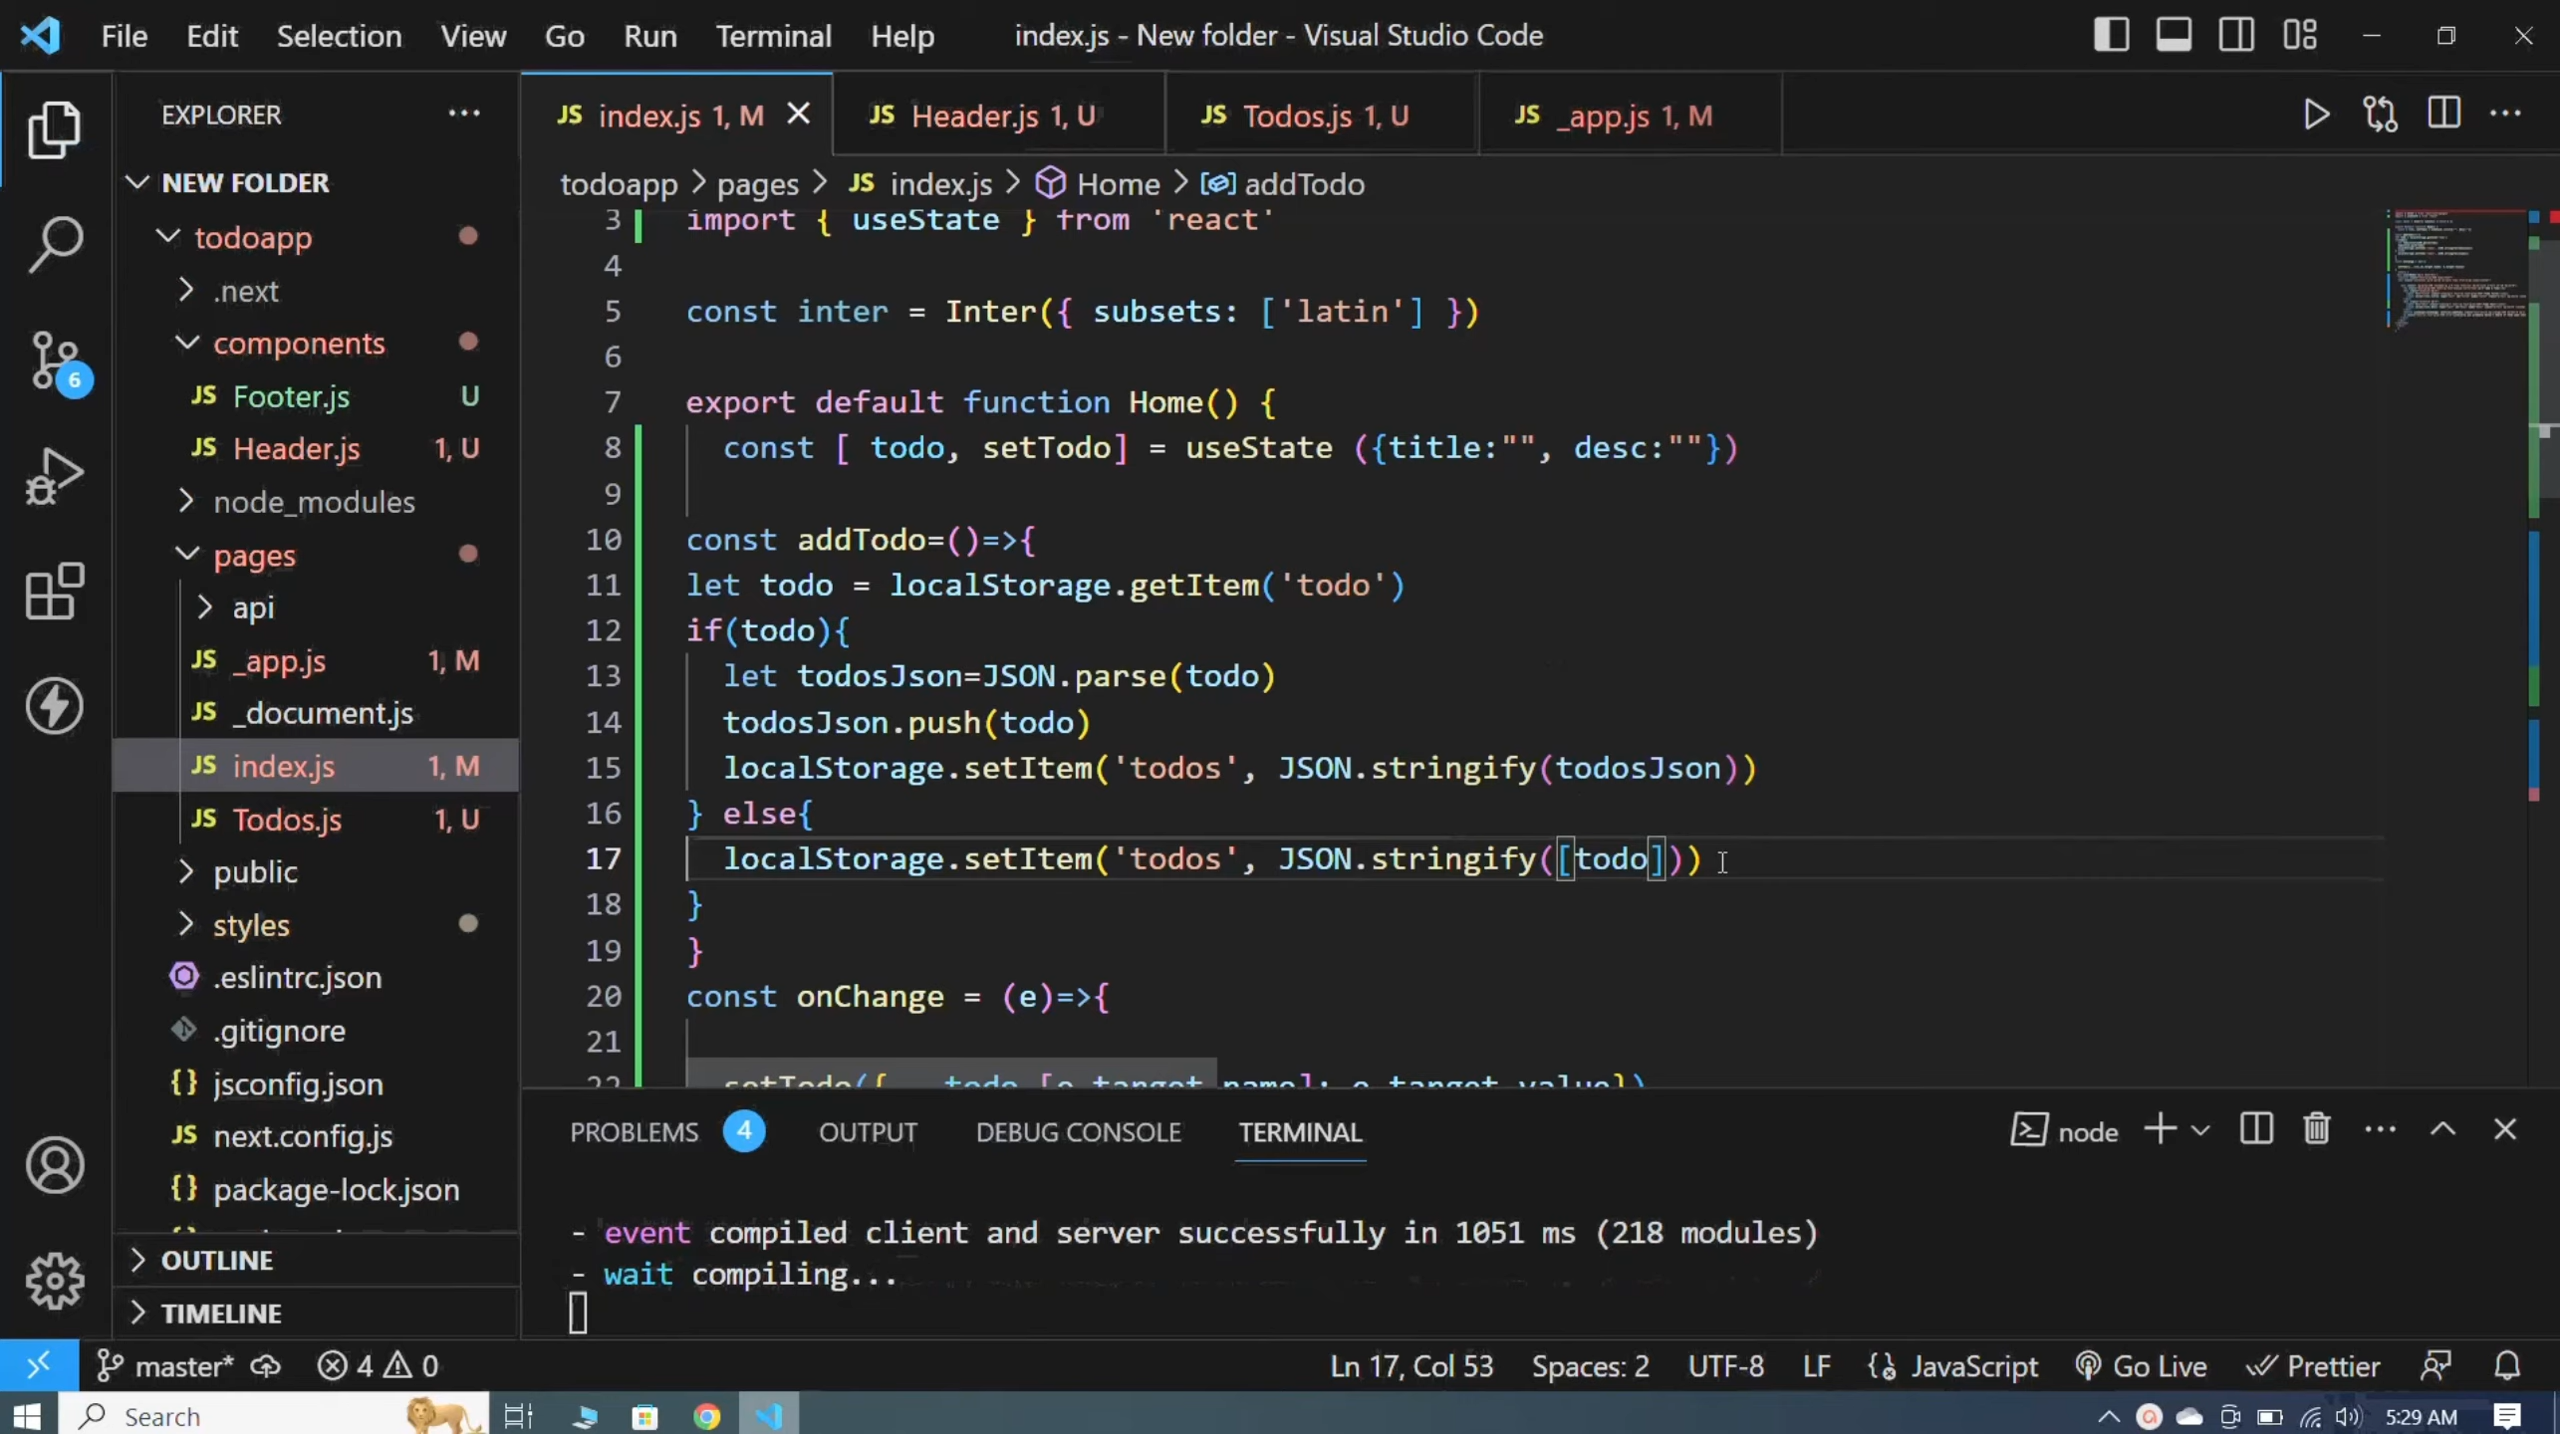 File Edit Selection View Go Run Terminal Help index.js - New folder - Visual Studio Code
EXPLORER
NEW FOLDER
todoapp
.next
components
JS Footer.js U
JS Header.js 1, U
node_modules
pages
api
JS _app.js 1, M
JS _document.js
JS index.js 1, M
JS Todos.js 1, U
public
styles
.eslintrc.json
.gitignore
{} jsconfig.json
JS next.config.js
{} package-lock.json
OUTLINE
TIMELINE
6
JS index.js 1, M JS Header.js 1, U JS Todos.js 1, U JS _app.js 1, M
todoapp > pages > JS index.js > Home > addTodo
3 import { useState } from 'react'
4
5 const inter = Inter({ subsets: ['latin'] })
6
7 export default function Home() {
8 const [ todo, setTodo] = useState ({title:"", desc:""})
9
10 const addTodo=()=>{
11 let todo = localStorage.getItem('todo')
12 if(todo){
13 let todosJson=JSON.parse(todo)
14 todosJson.push(todo)
15 localStorage.setItem('todos', JSON.stringify(todosJson))
16 } else{
17 localStorage.setItem('todos', JSON.stringify([todo]))
18 }
19 }
20 const onChange = (e)=>{
21
22 setTodo({...todo,[e.target.name]: e.target.value})
PROBLEMS 4 OUTPUT DEBUG CONSOLE TERMINAL node
- event compiled client and server successfully in 1051 ms (218 modules)
- wait compiling...
master* 4 0 Ln 17, Col 53 Spaces: 2 UTF-8 LF {} JavaScript Go Live Prettier
Search 5:29 AM